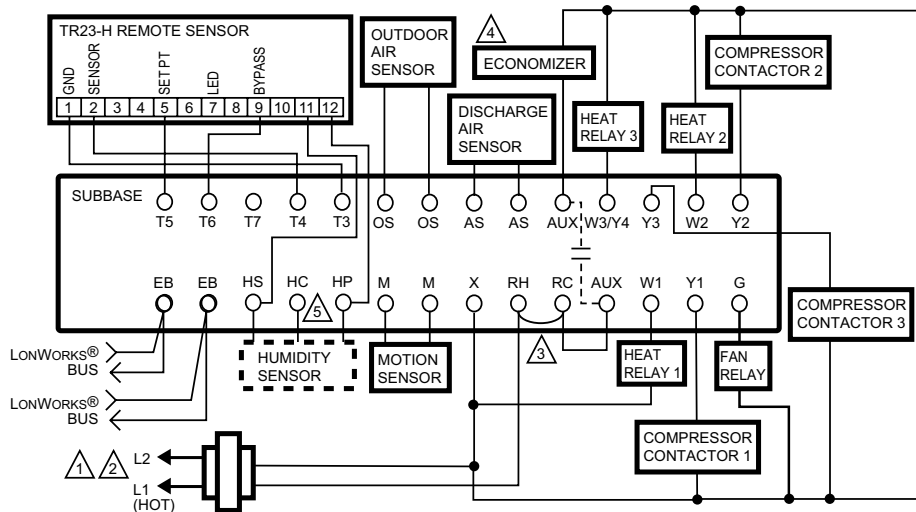 TR23-H REMOTE SENSOR
GND
SENSOR
SET PT
LED
BYPASS
1 2 3 4 5 6 7 8 9 10 11 12
OUTDOOR
AIR
SENSOR
4
ECONOMIZER
DISCHARGE
AIR
SENSOR
HEAT
RELAY 3
HEAT
RELAY 2
COMPRESSOR
CONTACTOR 2
SUBBASE
T5 T6 T7 T4 T3 OS OS AS AS AUX W3/Y4 Y3 W2 Y2
EB EB HS HC HP M M X RH RC AUX W1 Y1 G
5
3
HUMIDITY
SENSOR
MOTION
SENSOR
HEAT
RELAY 1
FAN
RELAY
COMPRESSOR
CONTACTOR 3
COMPRESSOR
CONTACTOR 1
LONWORKS®
BUS
LONWORKS®
BUS
1 2
L2
L1
(HOT)